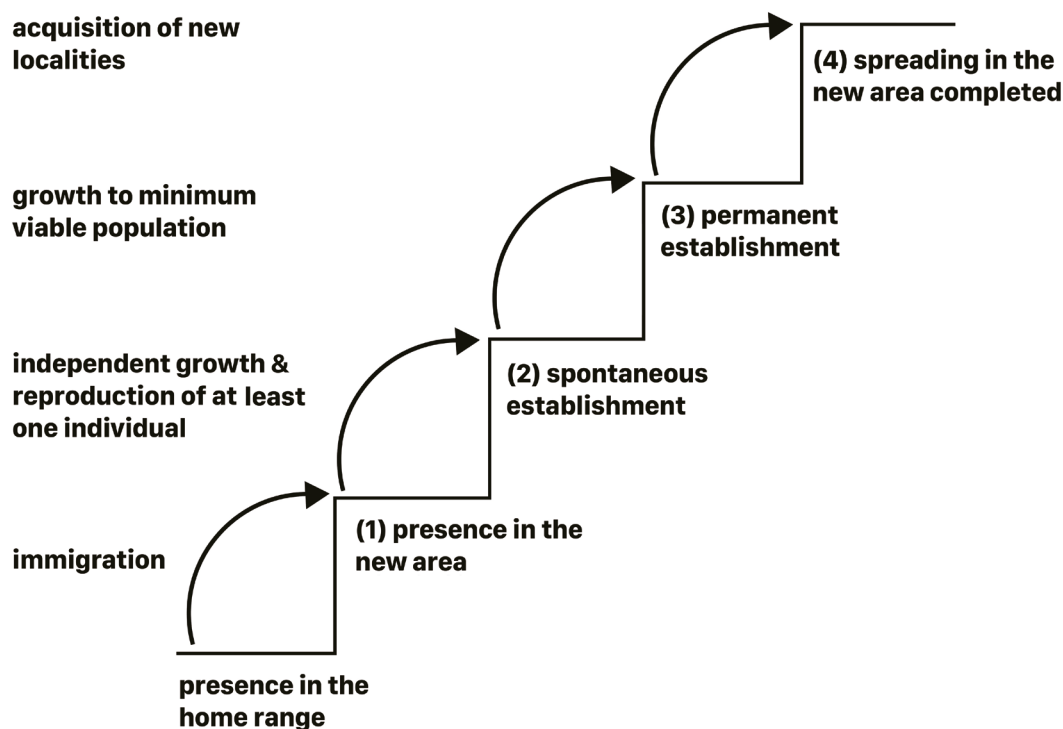 acquisition of new
localities
(4) spreading in the
new area completed
growth to minimum
viable population
(3) permanent
establishment
independent growth &
reproduction of at least
one individual
(2) spontaneous
establishment
immigration
(1) presence in the
new area
presence in the
home range